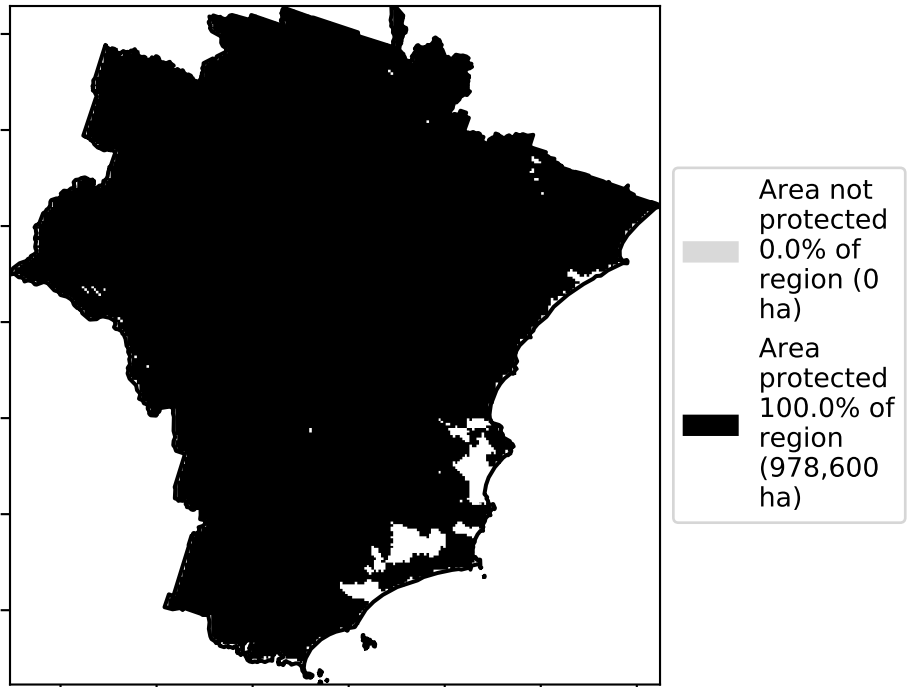 Area not
protected
0.0% of
region (0
ha)
Area
protected
100.0% of
region
(978,600
ha)